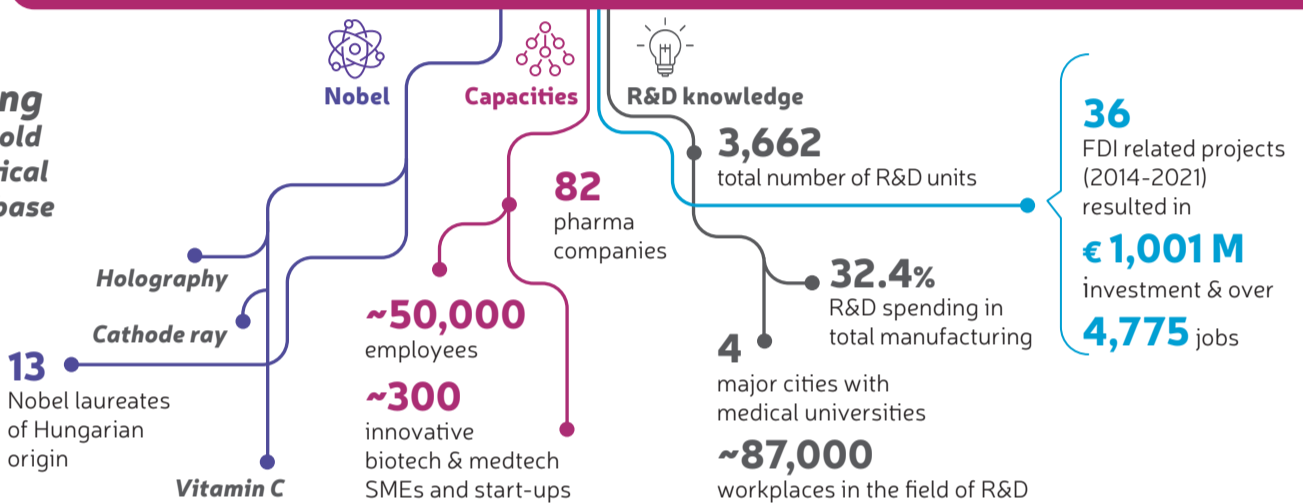 ng
old
ical
base
Nobel
Holography
Cathode ray
13
Nobel laureates
of Hungarian
origin
Vitamin C
Capacities
82
pharma
companies
~50,000
employees
~300
innovative
biotech & medtech
SMEs and start-ups
R&D knowledge
3,662
total number of R&D units
32.4%
R&D spending in
total manufacturing
4
major cities with
medical universities
~87,000
workplaces in the field of R&D
36
FDI related projects
(2014-2021)
resulted in
€ 1,001 M
investment & over
4,775 jobs